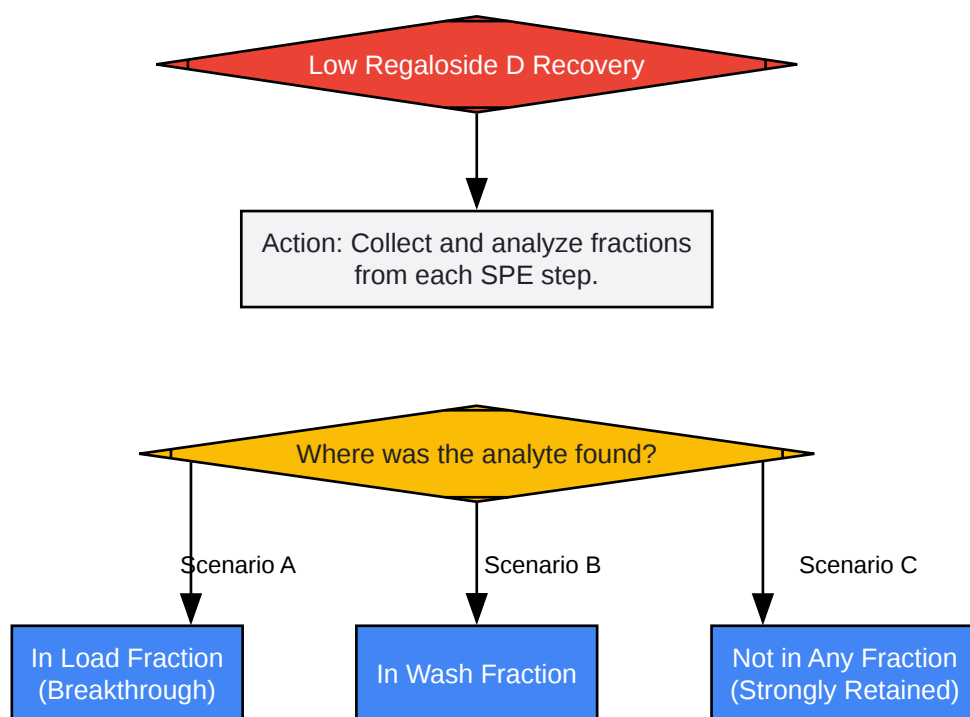 Low Regaloside D Recovery
Action: Collect and analyze fractions
from each SPE step.
Where was the analyte found?
Scenario A
Scenario B
Scenario C
In Load Fraction
(Breakthrough)
In Wash Fraction
Not in Any Fraction
(Strongly Retained)